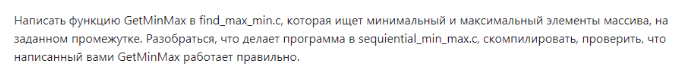 Написать функцию GetMinMax в find_max_min.c, которая ищет минимальный и максимальный элементы массива, на
заданном промежутке. Разобраться, что делает программа в sequiential_min_max.c, скомпилировать, проверить, что
написанный вами GetMinMax работает правильно.